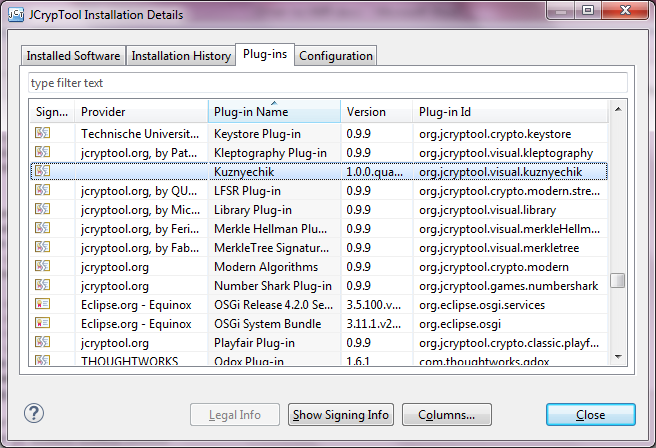 JCrypTool Installation Details
Installed Software Installation History Plug-ins Configuration
type filter text
Sign... Provider Plug-in Name Version Plug-in Id
Technische Universit... Keystore Plug-in 0.9.9 org.jcryptool.crypto.keystore
jcryptool.org, by Pat... Kleptography Plug-in 0.9.9 org.jcryptool.visual.kleptography
Kuznyechik 1.0.0.qua... org.jcryptool.visual.kuznyechik
jcryptool.org, by QU... LFSR Plug-in 0.9.9 org.jcryptool.crypto.modern.stre...
jcryptool.org, by Mic... Library Plug-in 0.9.9 org.jcryptool.visual.library
jcryptool.org, by Feri... Merkle Hellman Plu... 0.9.9 org.jcryptool.visual.merkleHellm...
jcryptool.org, by Fab... MerkleTree Signatur... 0.9.9 org.jcryptool.visual.merkletree
jcryptool.org Modern Algorithms 0.9.9 org.jcryptool.crypto.modern
jcryptool.org Number Shark Plug-in 0.9.9 org.jcryptool.games.numbershark
Eclipse.org - Equinox OSGi Release 4.2.0 Se... 3.5.100.v... org.eclipse.osgi.services
Eclipse.org - Equinox OSGi System Bundle 3.11.1.v2... org.eclipse.osgi
jcryptool.org Playfair Plug-in 0.9.9 org.jcryptool.crypto.classic.playf...
THOUGHTWORKS Qdox Plug-in 1.6.1 com.thoughtworks.qdox
? Legal Info Show Signing Info Columns... Close